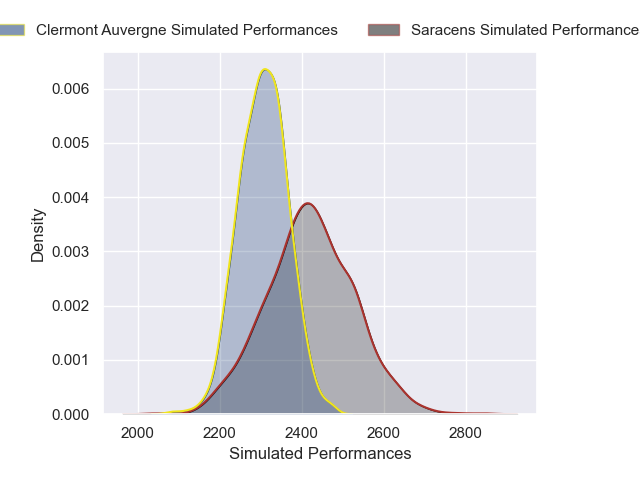 Clermont Auvergne Simulated Performances
Saracens Simulated Performance
0.006
0.005
0.004
0.003
0.002
0.001
0.000
Density
2000 2200 2400 2600 2800
Simulated Performances